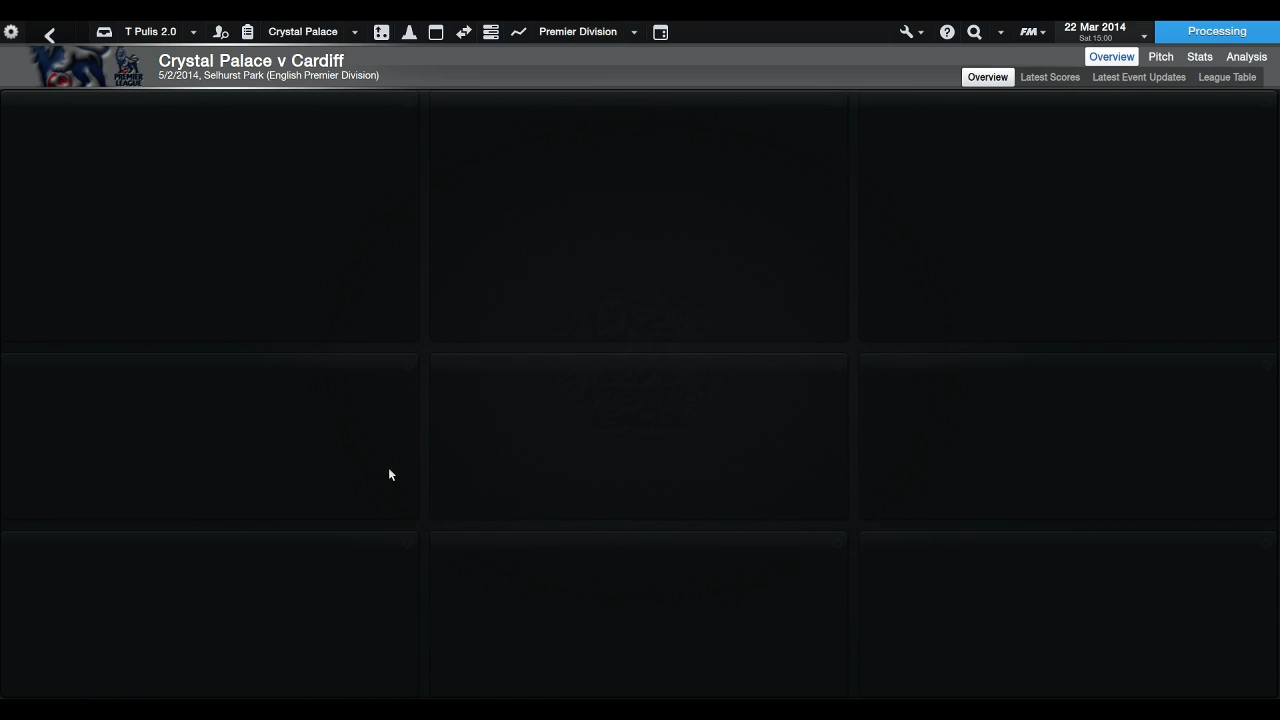 T Pulis 2.0
Crystal Palace
Premier Division
FM
22 Mar 2014
Sat 15:00
Processing
PREMIER LEAGUE
Crystal Palace v Cardiff
5/2/2014, Selhurst Park (English Premier Division)
Overview Pitch Stats Analysis
Overview Latest Scores Latest Event Updates League Table